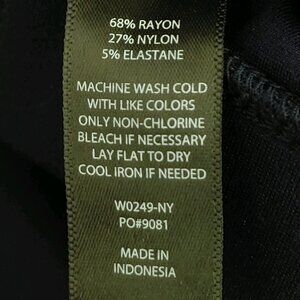 68% RAYON
27% NYLON
5% ELASTANE
MACHINE WASH COLD
WITH LIKE COLORS
ONLY NON-CHLORINE
BLEACH IF NECESSARY
LAY FLAT TO DRY
COOL IRON IF NEEDED
W0249-NY
PO#9081
MADE IN
INDONESIA